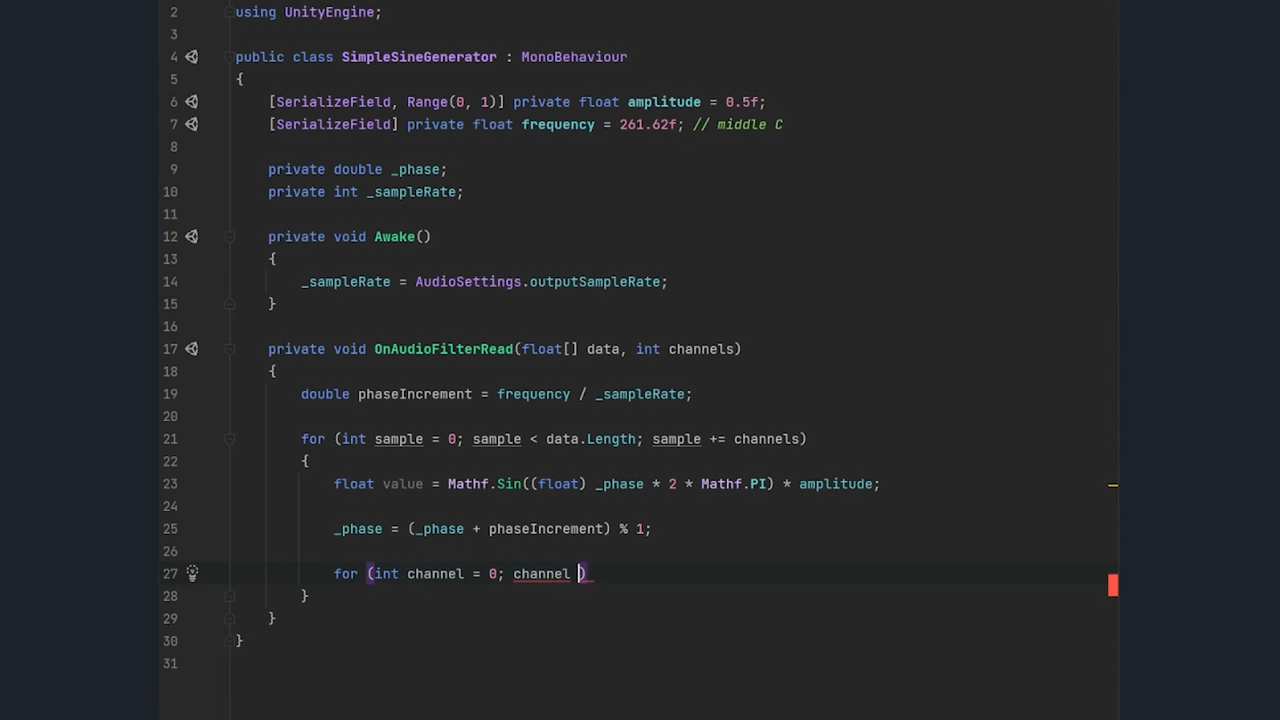 2 using UnityEngine;
3
4 public class SimpleSineGenerator : MonoBehaviour
5 {
6 [SerializeField, Range(0, 1)] private float amplitude = 0.5f;
7 [SerializeField] private float frequency = 261.62f; // middle C
8
9 private double _phase;
10 private int _sampleRate;
11
12 private void Awake()
13 {
14 _sampleRate = AudioSettings.outputSampleRate;
15 }
16
17 private void OnAudioFilterRead(float[] data, int channels)
18 {
19 double phaseIncrement = frequency / _sampleRate;
20
21 for (int sample = 0; sample < data.Length; sample += channels)
22 {
23 float value = Mathf.Sin((float) _phase * 2 * Mathf.PI) * amplitude;
24
25 _phase = (_phase + phaseIncrement) % 1;
26
27 for (int channel = 0; channel )
28 }
29 }
30 }
31